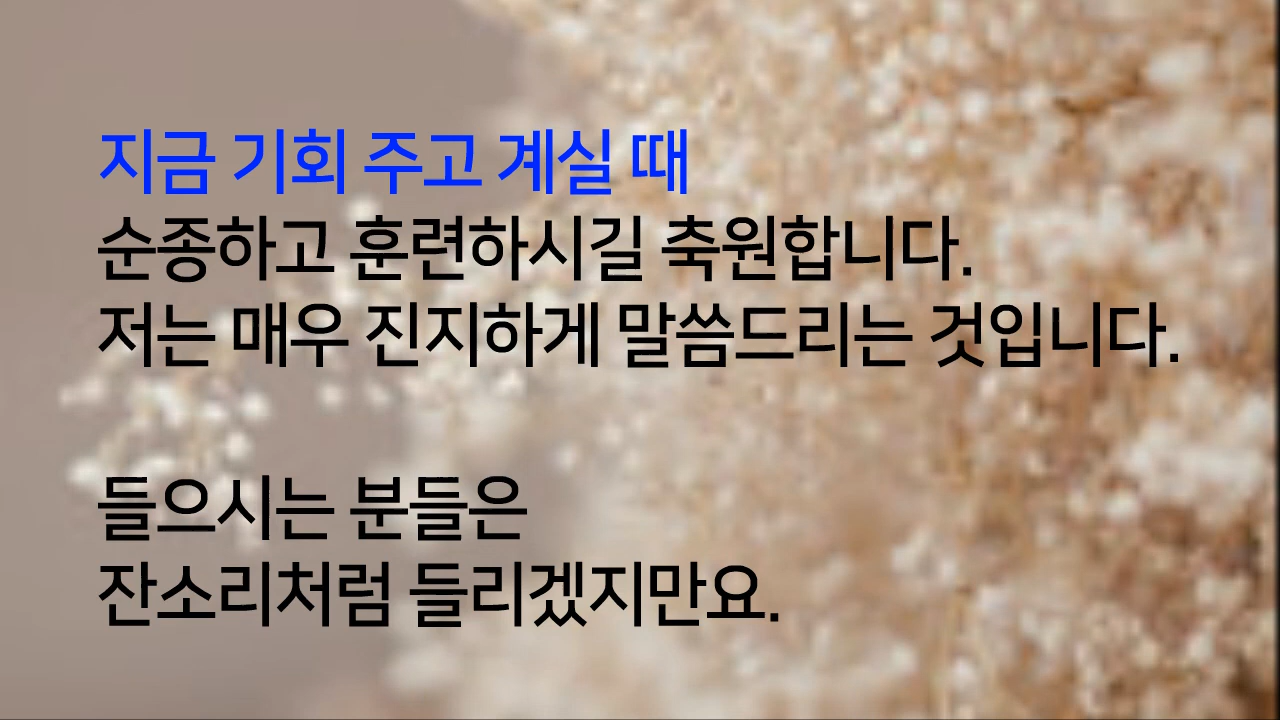 지금 기회 주고 계실 때
순종하고 훈련하시길 축원합니다.
저는 매우 진지하게 말씀드리는 것입니다.
들으시는 분들은
잔소리처럼 들리겠지만요.